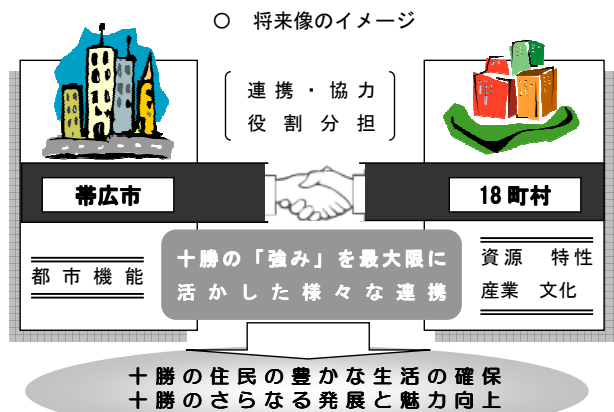 〇 将来像のイメージ
連携・協力
役割分担
帯広市
18町村
都市機能
十勝の「強み」を最大限に
活かした様々な連携
資源 特性
産業 文化
十勝の住民の豊かな生活の確保
十勝のさらなる発展と魅力向上